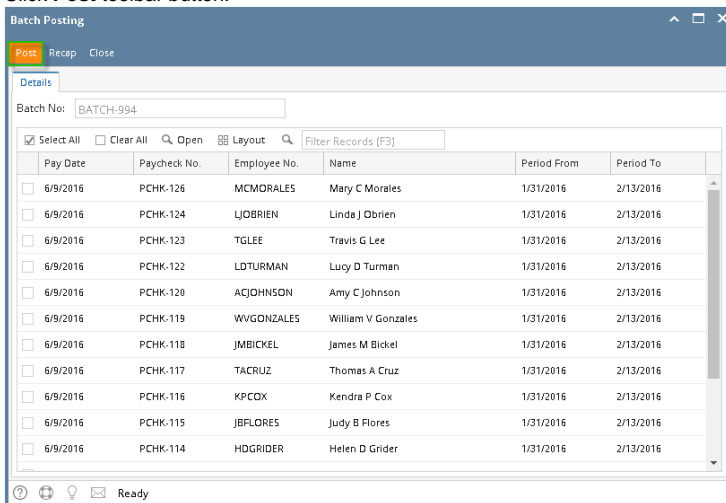 Click Post toolbar button.
Batch Posting
Post Recap Close
Details
Batch No: BATCH-994
Select All Clear All Open Layout Filter Records (F3)
Pay Date Paycheck No. Employee No. Name Period From Period To
6/9/2016 PCHK-126 MCMORALES Mary C Morales 1/31/2016 2/13/2016
6/9/2016 PCHK-124 LJOBRIEN Linda J Obrien 1/31/2016 2/13/2016
6/9/2016 PCHK-123 TGLEE Travis G Lee 1/31/2016 2/13/2016
6/9/2016 PCHK-122 LDTURMAN Lucy D Turman 1/31/2016 2/13/2016
6/9/2016 PCHK-120 ACJOHNSON Amy C Johnson 1/31/2016 2/13/2016
6/9/2016 PCHK-119 WVGONZALES William V Gonzales 1/31/2016 2/13/2016
6/9/2016 PCHK-118 JMBICKEL James M Bickel 1/31/2016 2/13/2016
6/9/2016 PCHK-117 TACRUZ Thomas A Cruz 1/31/2016 2/13/2016
6/9/2016 PCHK-116 KPCOX Kendra P Cox 1/31/2016 2/13/2016
6/9/2016 PCHK-115 JBFLORES Judy B Flores 1/31/2016 2/13/2016
6/9/2016 PCHK-114 HDGRIDER Helen D Grider 1/31/2016 2/13/2016
Ready